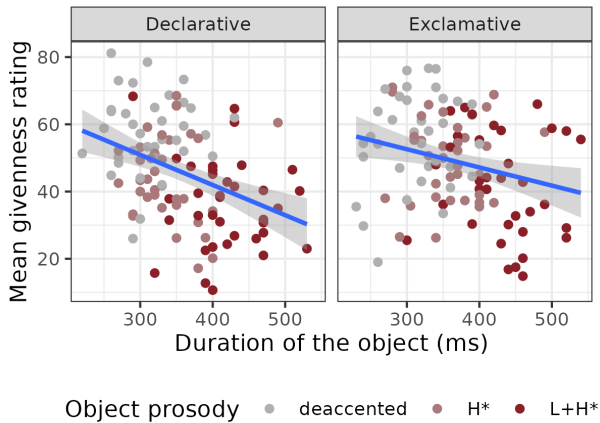 Declarative
Exclamative
Mean givenness rating
80
60
40
20
300
400
500
300
400
500
Duration of the object (ms)
Object prosody
deaccented
H*
L+H*